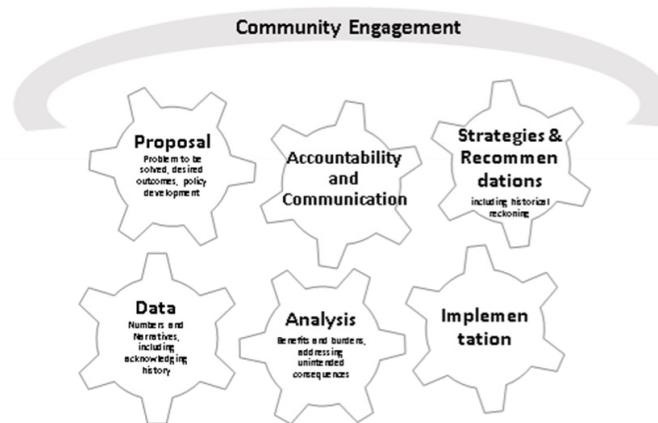 Community Engagement
Proposal
Problem to be
solved, desired
outcomes, policy
development
Accountability
and
Communication
Strategies &
Recommen
dations
including historical
reckoning
Data
Numbers and
Narratives,
including
acknowledging
history
Analysis
Benefits and burdens,
addressing
unintended
consequences
Implemen
tation